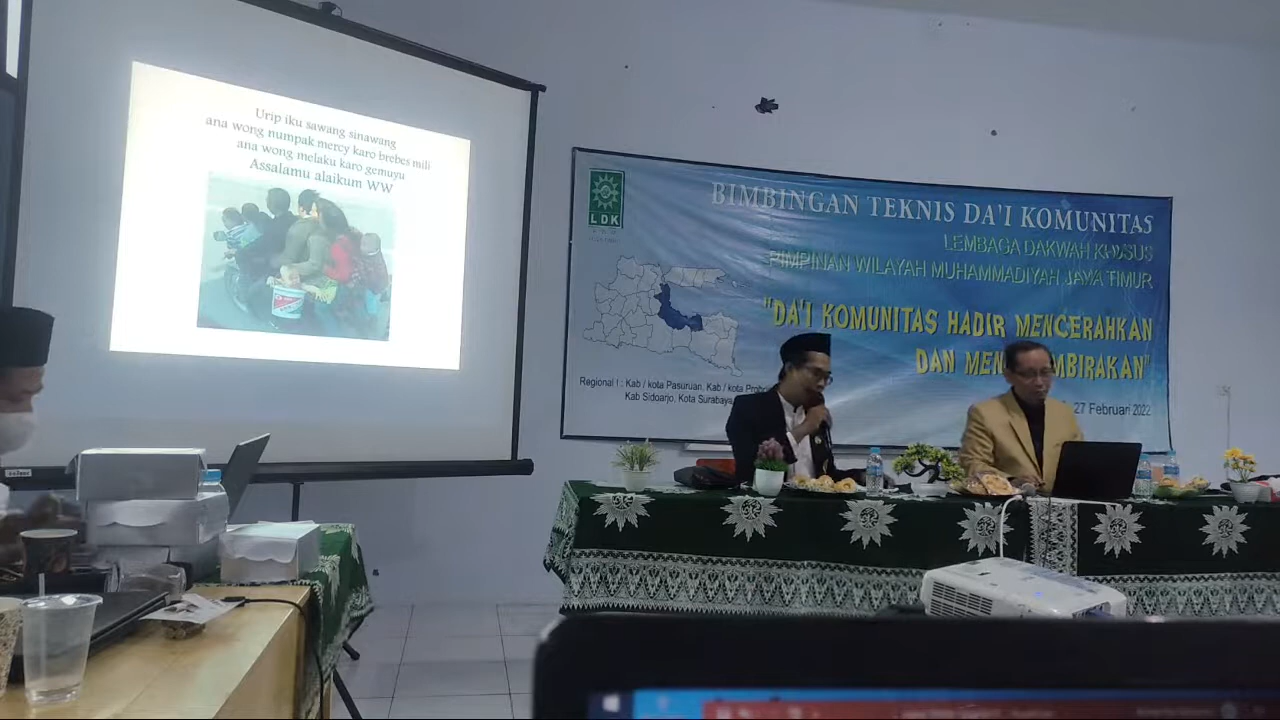 Urip iku sawang sinawang
ana wong numpak mercy karo brebes mili
ana wong melaku karo gemuyu
Assalamu alaikum WW
LDK
BIMBINGAN TEKNIS DA'I KOMUNITAS
LEMBAGA DAKWAH KHUSUS
PIMPINAN WILAYAH MUHAMMADIYAH JAWA TIMUR
"DA'I KOMUNITAS HADIR MENCERAHKAN
DAN MEN MBIRAKAN"
Regional I : Kab / kota Pasuruan, Kab / kota
Kab Sidoarjo, Kota Surabaya
27 Februari 2022